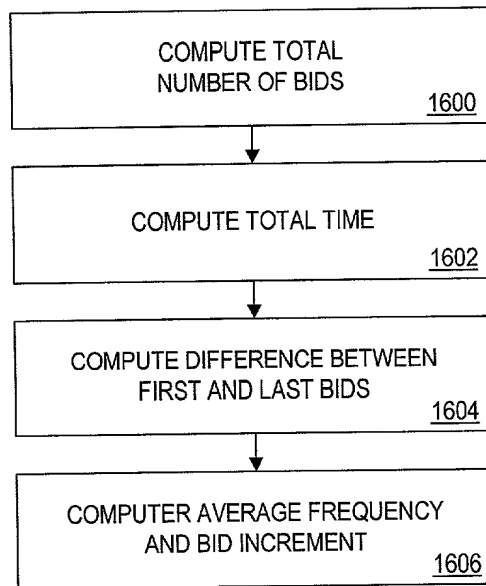 COMPUTE TOTAL
NUMBER OF BIDS
1600
COMPUTE TOTAL TIME
1602
COMPUTE DIFFERENCE BETWEEN
FIRST AND LAST BIDS
1604
COMPUTER AVERAGE FREQUENCY
AND BID INCREMENT
1606